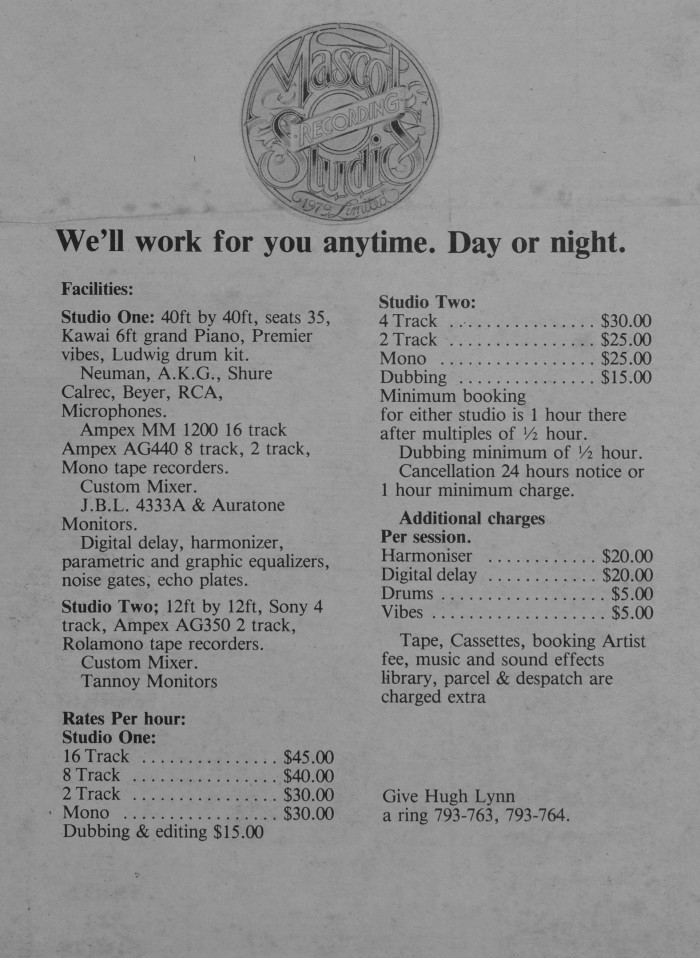 Mascot
RECORDING
Studios
1979 Limited
We'll work for you anytime. Day or night.
Facilities:
Studio One: 40ft by 40ft, seats 35,
Kawai 6ft grand Piano, Premier
vibes, Ludwig drum kit.
Neuman, A.K.G., Shure
Calrec, Beyer, RCA,
Microphones.
Ampex MM 1200 16 track
Ampex AG440 8 track, 2 track,
Mono tape recorders.
Custom Mixer.
J.B.L. 4333A & Auratone
Monitors.
Digital delay, harmonizer,
parametric and graphic equalizers,
noise gates, echo plates.
Studio Two; 12ft by 12ft, Sony 4
track, Ampex AG350 2 track,
Rolamono tape recorders.
Custom Mixer.
Tannoy Monitors
Rates Per hour:
Studio One:
16 Track ............... $45.00
8 Track ................ $40.00
2 Track ................ $30.00
Mono ................. $30.00
Dubbing & editing $15.00
Studio Two:
4 Track ................ $30.00
2 Track ................ $25.00
Mono ................. $25.00
Dubbing ............... $15.00
Minimum booking
for either studio is 1 hour there
after multiples of ½ hour.
Dubbing minimum of ½ hour.
Cancellation 24 hours notice or
1 hour minimum charge.
Additional charges
Per session.
Harmoniser ............ $20.00
Digital delay ............ $20.00
Drums .................. $5.00
Vibes ................... $5.00
Tape, Cassettes, booking Artist
fee, music and sound effects
library, parcel & despatch are
charged extra
Give Hugh Lynn
a ring 793-763, 793-764.